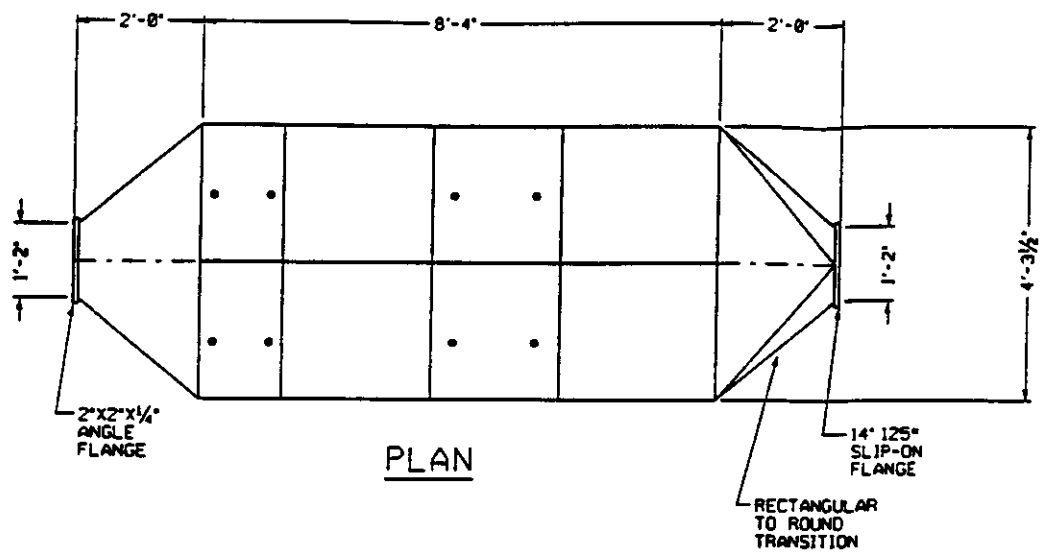 2'-0"
8'-4"
2'-0"
1'-2"
1'-2"
4'-3½"
2"X2"X¼"
ANGLE
FLANGE
PLAN
14" 125#
SLIP-ON
FLANGE
RECTANGULAR
TO ROUND
TRANSITION